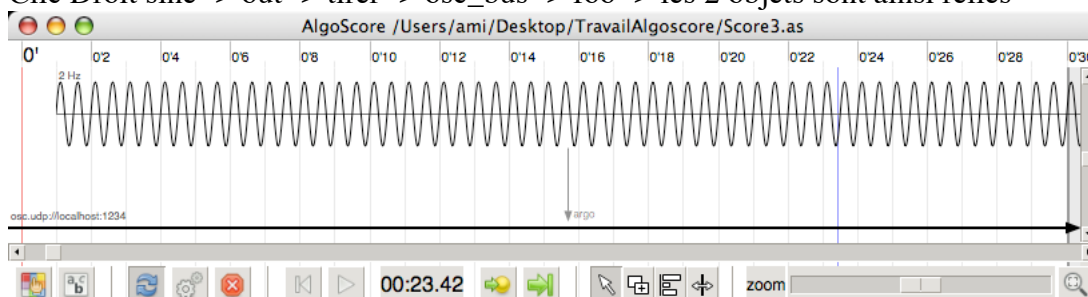 Clic Droit sine -> out -> tirer -> osc_bus -> foo -> les 2 objets sont ainsi reliés
AlgoScore /Users/ami/Desktop/TravailAlgoscore/Score3.as
0' 0'2 0'4 0'6 0'8 0'10 0'12 0'14 0'16 0'18 0'20 0'22 0'24 0'26 0'28
2 Hz
osc.udp://localhost:1234 argo
a c b 00:23.42 zoom